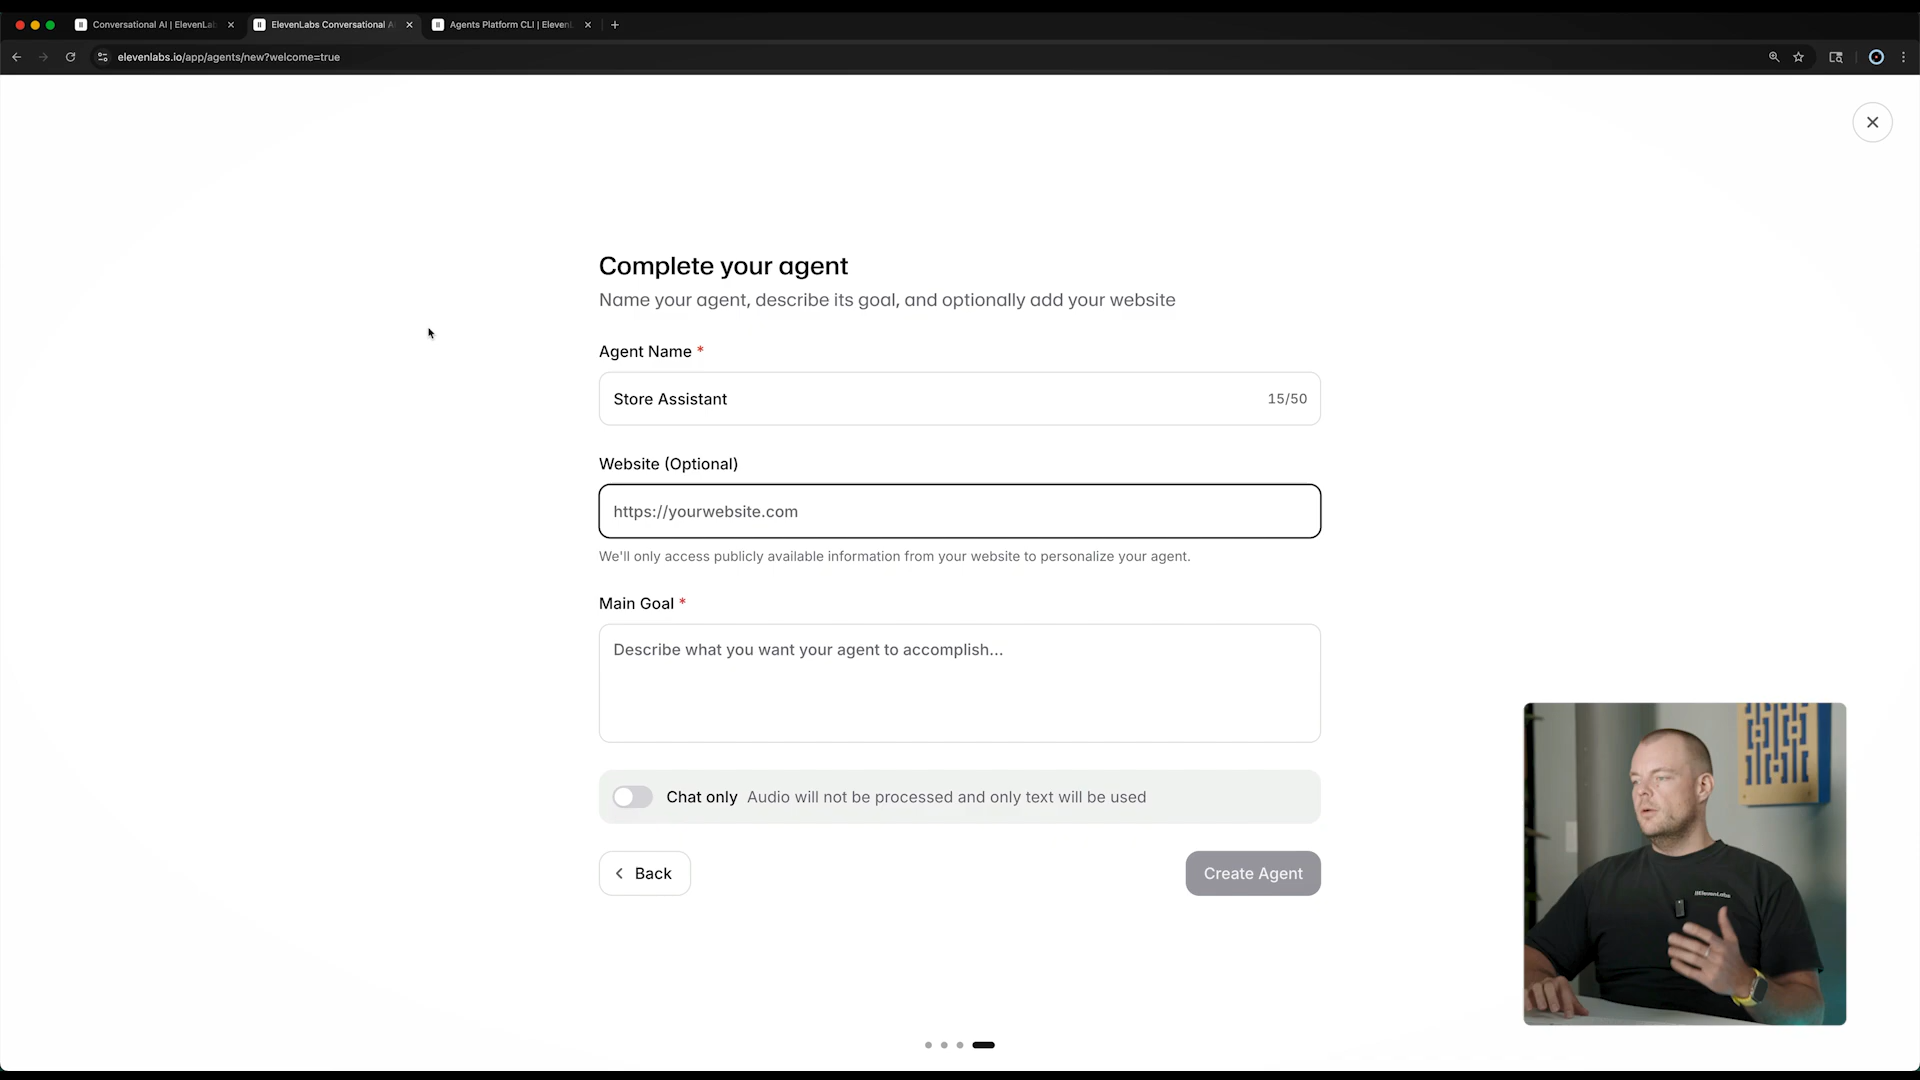 Conversational AI | ElevenLab
ElevenLabs Conversational A
Agents Platform CLI | Eleven
elevenlabs.io/app/agents/new?welcome=true
Complete your agent
Name your agent, describe its goal, and optionally add your website
Agent Name *
Store Assistant
15/50
Website (Optional)
https://yourwebsite.com
We'll only access publicly available information from your website to personalize your agent.
Main Goal *
Describe what you want your agent to accomplish...
Chat only Audio will not be processed and only text will be used
Back
Create Agent
IIElevenLabs